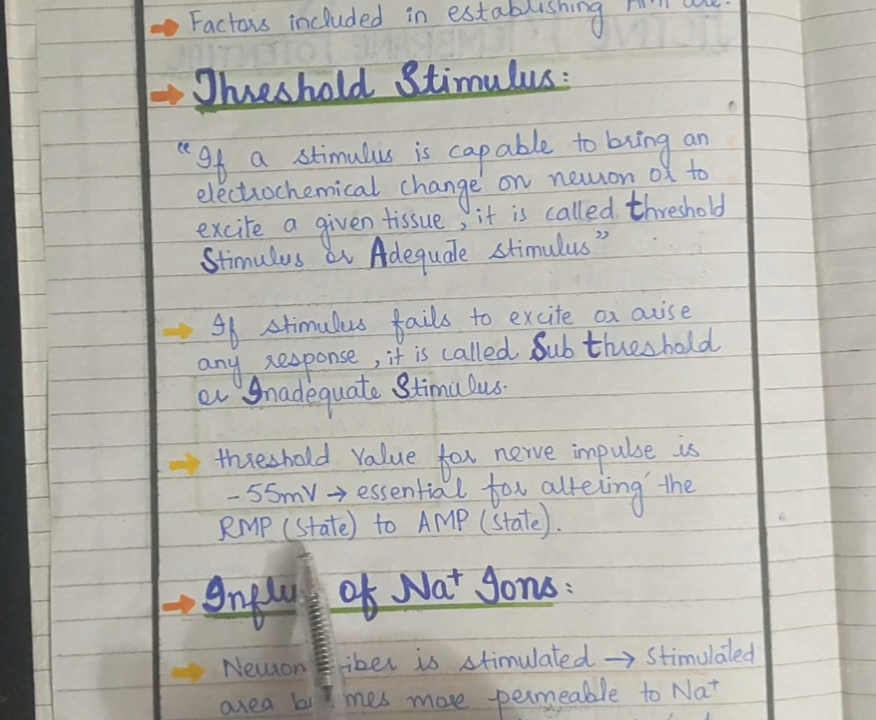 → Factors included in establishing AMP are:
→ Threshold Stimulus:
"If a stimulus is capable to bring an
electrochemical change on neuron or to
excite a given tissue, it is called threshold
Stimulus or Adequate stimulus"
→ If stimulus fails to excite or arise
any response, it is called Sub threshold
or Inadequate Stimulus.
→ threshold Value for nerve impulse is
-55mV → essential for altering the
RMP (State) to AMP (State).
→ of Na⁺ Ions:
→ Neuron is stimulated → Stimulated
area more permeable to Na⁺